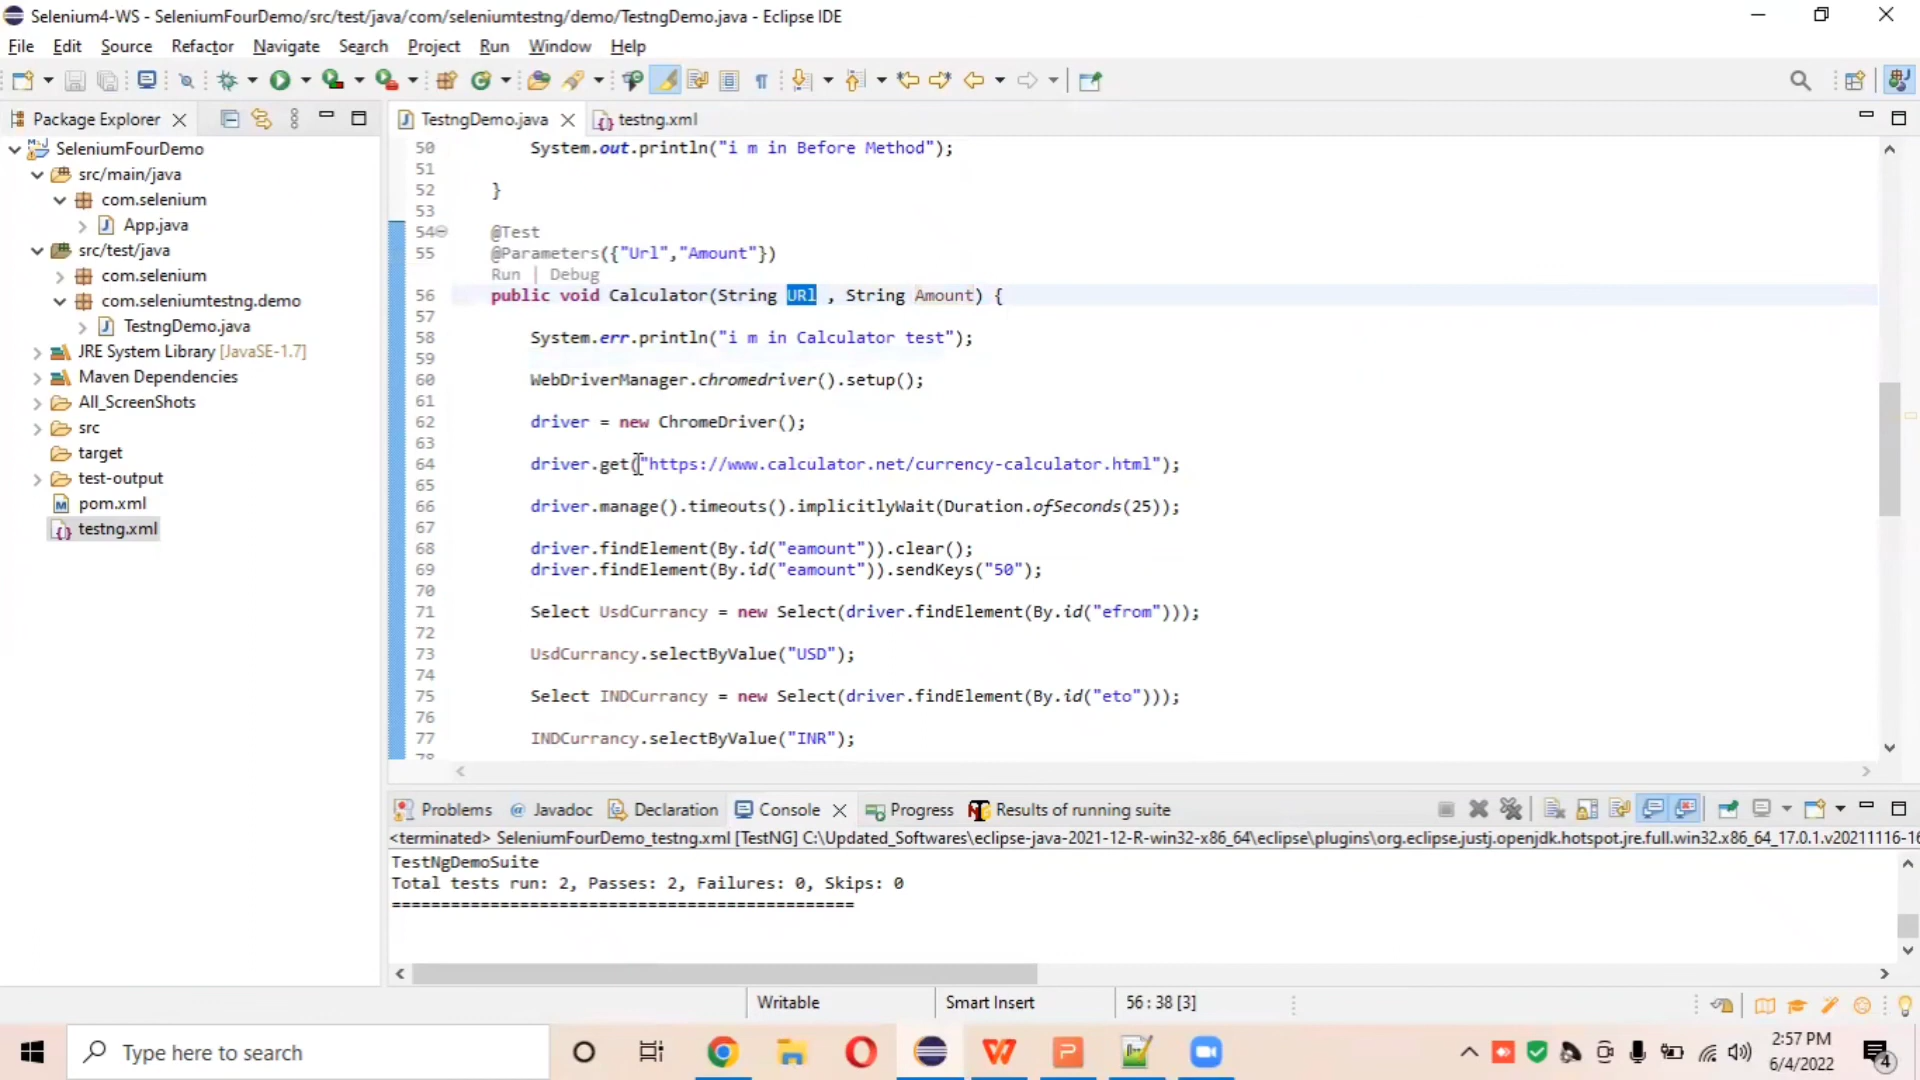 Selenium4-WS - SeleniumFourDemo/src/test/java/com/seleniumtestng/demo/TestngDemo.java - Eclipse IDE
File Edit Source Refactor Navigate Search Project Run Window Help
Package Explorer
SeleniumFourDemo
src/main/java
com.selenium
App.java
src/test/java
com.selenium
com.seleniumtestng.demo
TestngDemo.java
JRE System Library [JavaSE-1.7]
Maven Dependencies
All_ScreenShots
src
target
test-output
pom.xml
testng.xml
TestngDemo.java testng.xml
50 System.out.println("i m in Before Method");
51
52 }
53
54 @Test
55 @Parameters({"Url","Amount"})
Run | Debug
56 public void Calculator(String URl , String Amount) {
57
58 System.err.println("i m in Calculator test");
59
60 WebDriverManager.chromedriver().setup();
61
62 driver = new ChromeDriver();
63
64 driver.get("https://www.calculator.net/currency-calculator.html");
65
66 driver.manage().timeouts().implicitlyWait(Duration.ofSeconds(25));
67
68 driver.findElement(By.id("eamount")).clear();
69 driver.findElement(By.id("eamount")).sendKeys("50");
70
71 Select UsdCurrancy = new Select(driver.findElement(By.id("efrom")));
72
73 UsdCurrancy.selectByValue("USD");
74
75 Select INDCurrancy = new Select(driver.findElement(By.id("eto")));
76
77 INDCurrancy.selectByValue("INR");
78
Problems Javadoc Declaration Console Progress Results of running suite
<terminated> SeleniumFourDemo_testng.xml [TestNG] C:\Updated_Softwares\eclipse-java-2021-12-R-win32-x86_64\eclipse\plugins\org.eclipse.justj.openjdk.hotspot.jre.full.win32.x86_64_17.0.1.v20211116-16
TestNgDemoSuite
Total tests run: 2, Passes: 2, Failures: 0, Skips: 0
===============================================
Writable Smart Insert 56 : 38 [3]
Type here to search
2:57 PM
6/4/2022
4